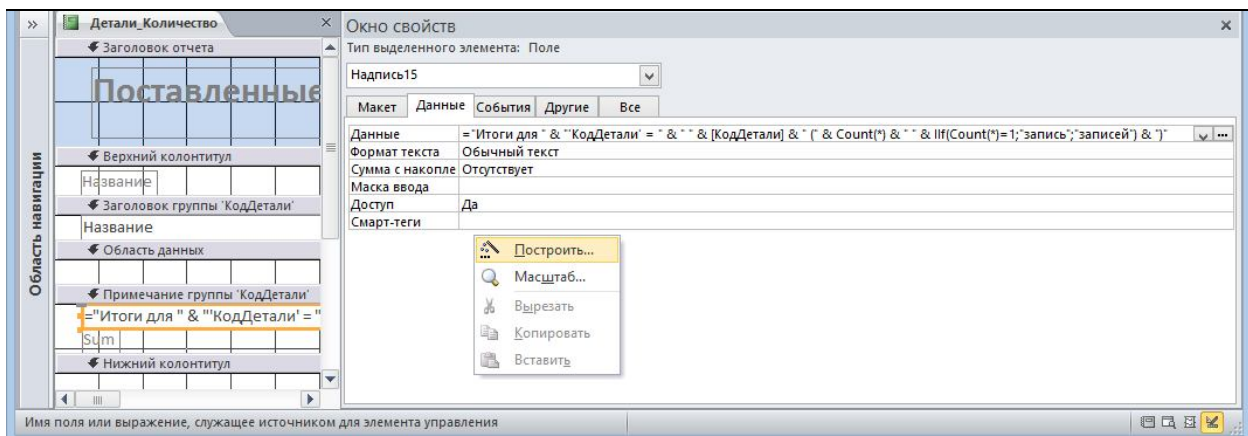 »
Детали_Количество ×
Заголовок отчета
Поставленные
Верхний колонтитул
Название
Заголовок группы 'КодДетали'
Название
Область данных
Примечание группы 'КодДетали'
="Итоги для " & "'КодДетали' = "
Sum
Нижний колонтитул
Область навигации
Окно свойств ×
Тип выделенного элемента: Поле
Надпись15
Макет Данные События Другие Все
Данные ="Итоги для " & "'КодДетали' = " & " " & [КодДетали] & " (" & Count(*) & " " & IIf(Count(*)=1;"запись";"записей") & ")" ...
Формат текста Обычный текст
Сумма с накопле Отсутствует
Маска ввода
Доступ Да
Смарт-теги
Построить...
Масштаб...
Вырезать
Копировать
Вставить
Имя поля или выражение, служащее источником для элемента управления